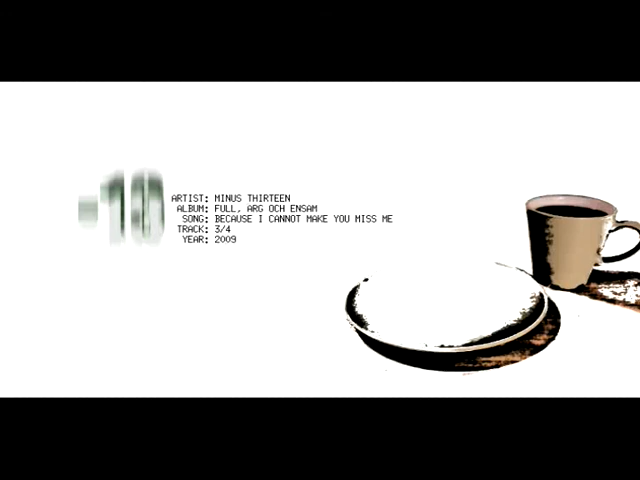 -10
ARTIST: MINUS THIRTEEN
ALBUM: FULL, ARG OCH ENSAM
SONG: BECAUSE I CANNOT MAKE YOU MISS ME
TRACK: 3/4
YEAR: 2009